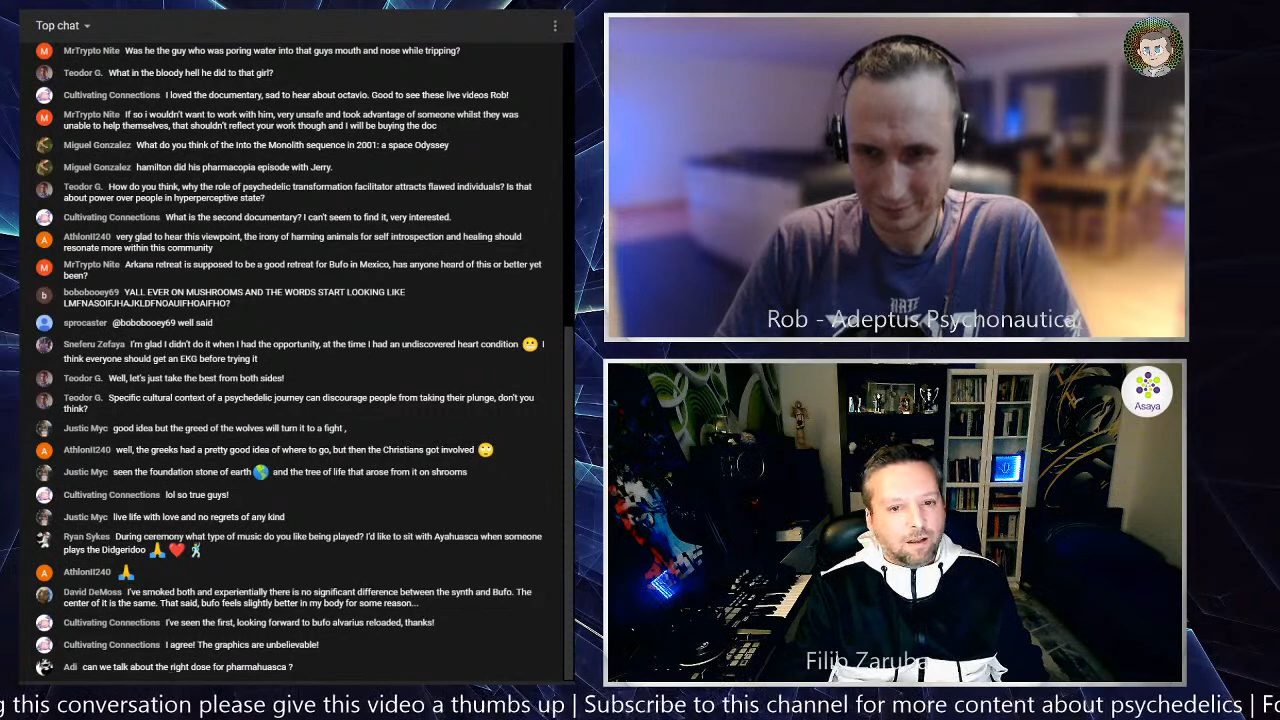 Top chat
M MrTrypto Nite Was he the guy who was poring water into that guys mouth and nose while tripping?
Teodor G. What in the bloody hell he did to that girl?
Cultivating Connections I loved the documentary, sad to hear about octavio. Good to see these live videos Rob!
M MrTrypto Nite If so i wouldn't want to work with him, very unsafe and took advantage of someone whilst they was
unable to help themselves, that shouldn't reflect your work though and I will be buying the doc
Miguel Gonzalez What do you think of the Into the Monolith sequence in 2001: a space Odyssey
Miguel Gonzalez hamilton did his pharmacopia episode with Jerry.
Teodor G. How do you think, why the role of psychedelic transformation facilitator attracts flawed individuals? Is that
about power over people in hyperperceptive state?
Cultivating Connections What is the second documentary? I can't seem to find it, very interested.
A AthlonII240 very glad to hear this viewpoint, the irony of harming animals for self introspection and healing should
resonate more within this community
M MrTrypto Nite Arkana retreat is supposed to be a good retreat for Bufo in Mexico, has anyone heard of this or better yet
been?
b bobobooey69 YALL EVER ON MUSHROOMS AND THE WORDS START LOOKING LIKE
LMFNASOIFJHAJKLDFNOAUIFHOAIFHO?
sprocaster @bobobooey69 well said
Sneferu Zefaya I'm glad I didn't do it when I had the opportunity, at the time I had an undiscovered heart condition 😬 I
think everyone should get an EKG before trying it
Teodor G. Well, let's just take the best from both sides!
Teodor G. Specific cultural context of a psychedelic journey can discourage people from taking their plunge, don't you
think?
Justic Myc good idea but the greed of the wolves will turn it to a fight ,
A AthlonII240 well, the greeks had a pretty good idea of where to go, but then the Christians got involved 🙄
Justic Myc seen the foundation stone of earth 🌎 and the tree of life that arose from it on shrooms
Cultivating Connections lol so true guys!
Justic Myc live life with love and no regrets of any kind
Ryan Sykes During ceremony what type of music do you like being played? I'd like to sit with Ayahuasca when someone
plays the Didgeridoo 🙏 ❤️ 🕺
A AthlonII240 🙏
David DeMoss I've smoked both and experientially there is no significant difference between the synth and Bufo. The
center of it is the same. That said, bufo feels slightly better in my body for some reason...
Cultivating Connections I've seen the first, looking forward to bufo alvarius reloaded, thanks!
Cultivating Connections I agree! The graphics are unbelievable!
Adi can we talk about the right dose for pharmahuasca ?
Rob - Adeptus Psychonautica
Asaya
Filip Zaruba
g this conversation please give this video a thumbs up | Subscribe to this channel for more content about psychedelics | Fo